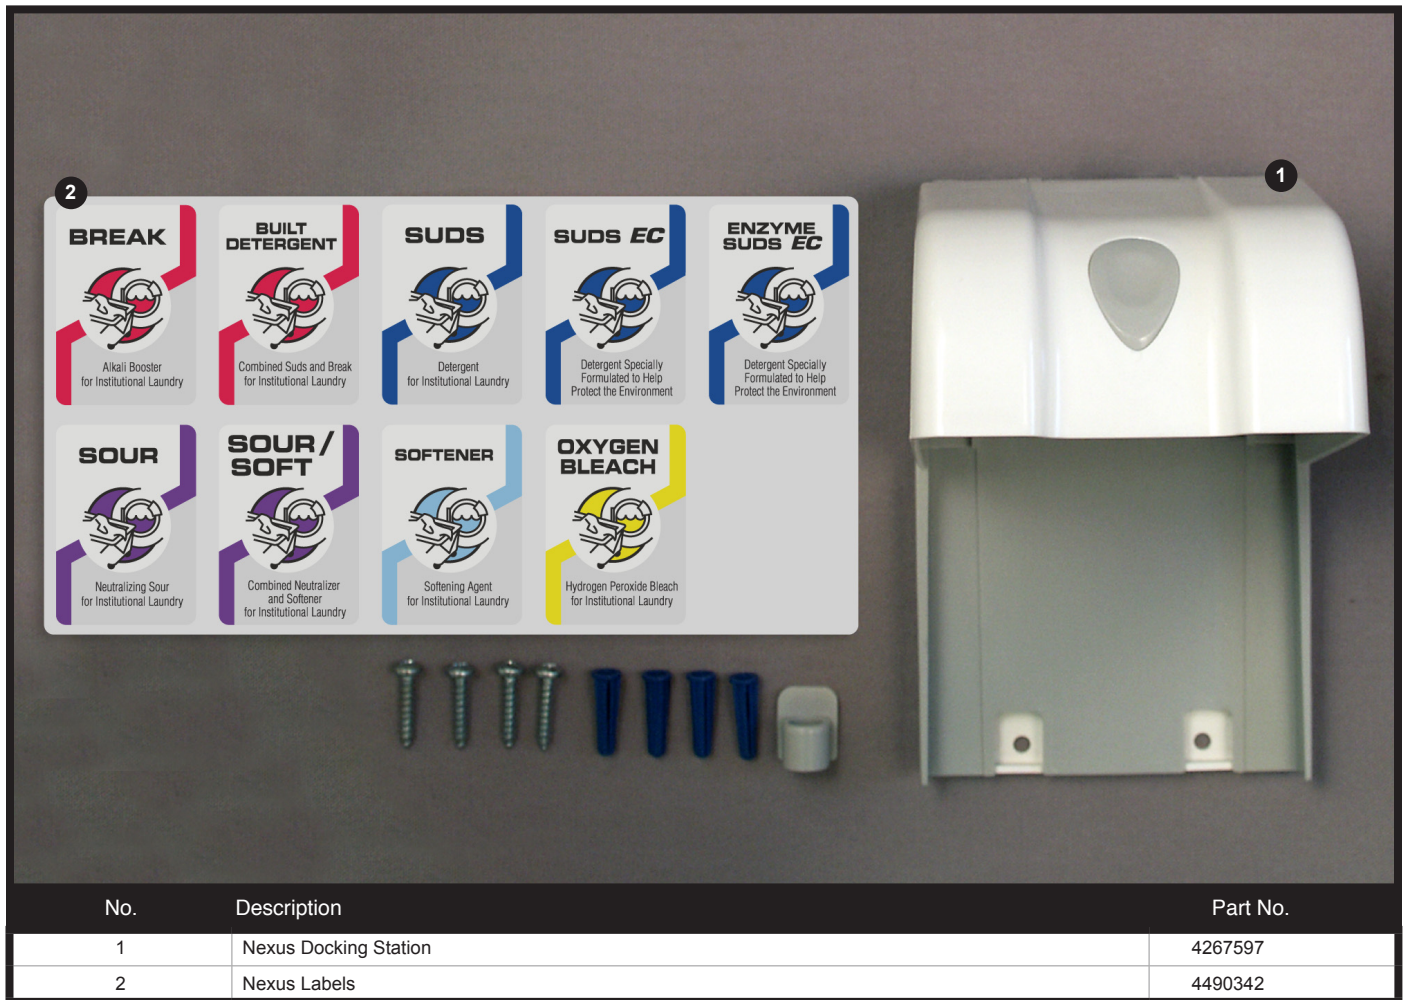 2
1
BREAK
Alkali Booster
for Institutional Laundry
BUILT
DETERGENT
Combined Suds and Break
for Institutional Laundry
SUDS
Detergent
for Institutional Laundry
SUDS EC
Detergent Specially
Formulated to Help
Protect the Environment
ENZYME
SUDS EC
Detergent Specially
Formulated to Help
Protect the Environment
SOUR
Neutralizing Sour
for Institutional Laundry
SOUR /
SOFT
Combined Neutralizer
and Softener
for Institutional Laundry
SOFTENER
Softening Agent
for Institutional Laundry
OXYGEN
BLEACH
Hydrogen Peroxide Bleach
for Institutional Laundry
No. Description Part No.
1 Nexus Docking Station 4267597
2 Nexus Labels 4490342